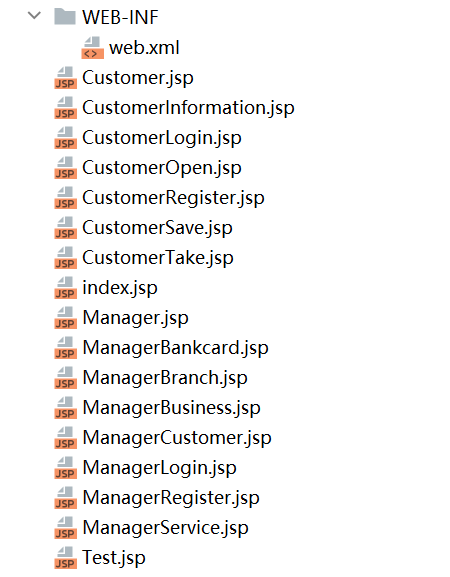 WEB-INF
<> web.xml
JSP Customer.jsp
JSP CustomerInformation.jsp
JSP CustomerLogin.jsp
JSP CustomerOpen.jsp
JSP CustomerRegister.jsp
JSP CustomerSave.jsp
JSP CustomerTake.jsp
JSP index.jsp
JSP Manager.jsp
JSP ManagerBankcard.jsp
JSP ManagerBranch.jsp
JSP ManagerBusiness.jsp
JSP ManagerCustomer.jsp
JSP ManagerLogin.jsp
JSP ManagerRegister.jsp
JSP ManagerService.jsp
JSP Test.jsp